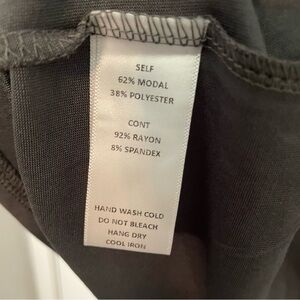 SELF
62% MODAL
38% POLYESTER
CONT
92% RAYON
8% SPANDEX
HAND WASH COLD
DO NOT BLEACH
HANG DRY
COOL IRON